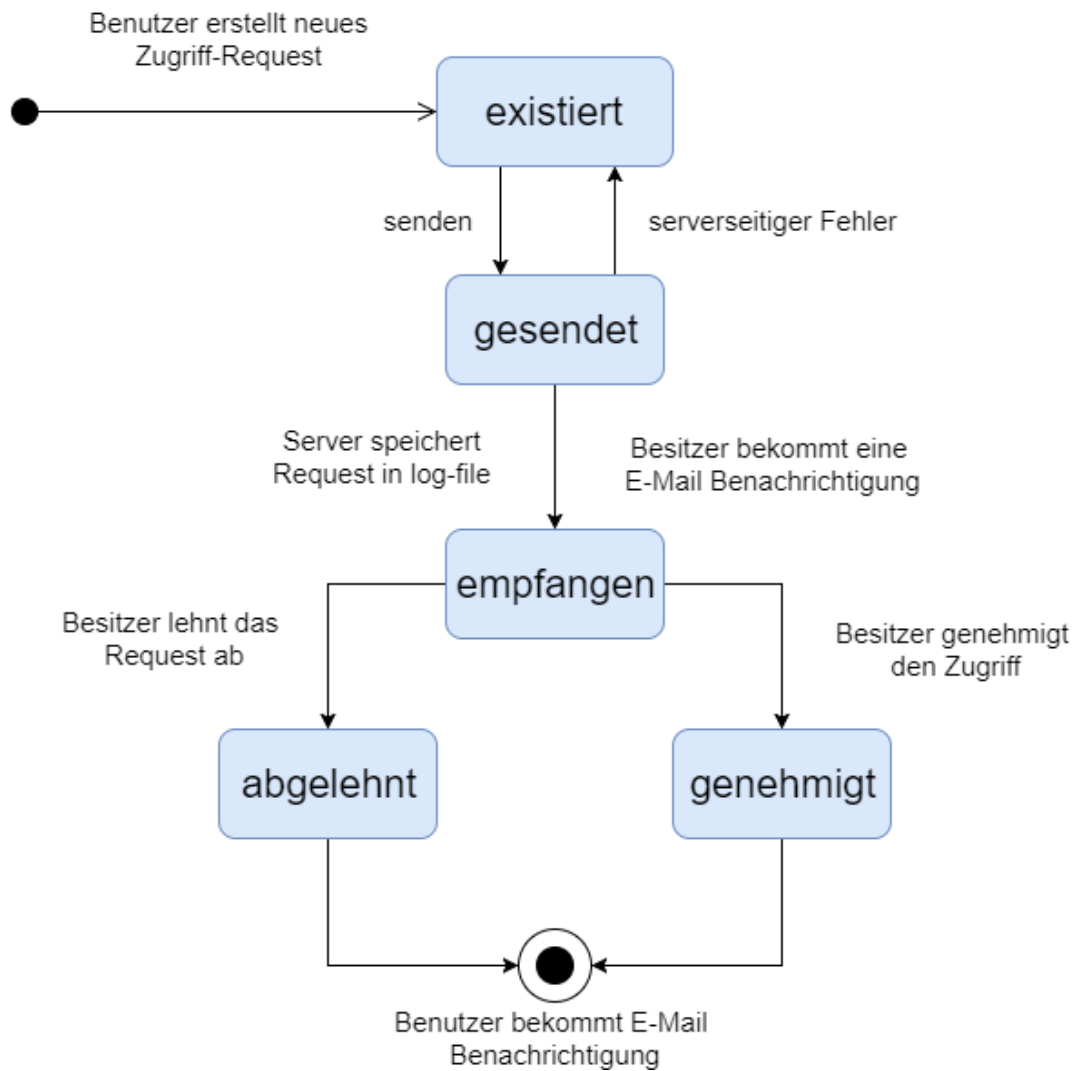 Benutzer erstellt neues
Zugriff-Request
existiert
senden
serverseitiger Fehler
gesendet
Server speichert
Request in log-file
Besitzer bekommt eine
E-Mail Benachrichtigung
empfangen
Besitzer lehnt das
Request ab
Besitzer genehmigt
den Zugriff
abgelehnt
genehmigt
Benutzer bekommt E-Mail
Benachrichtigung